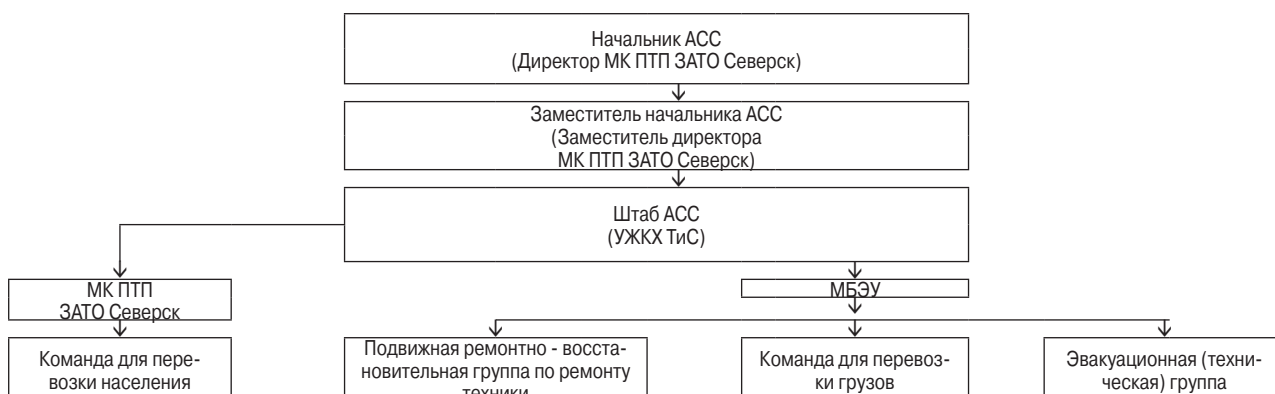 Начальник АСС
(Директор МК ПТП ЗАТО Северск)
Заместитель начальника АСС
(Заместитель директора
МК ПТП ЗАТО Северск)
Штаб АСС
(УЖКХ ТиС)
МК ПТП
ЗАТО Северск
МБЭУ
Команда для пере-
возки населения
Подвижная ремонтно - восста-
новительная группа по ремонту
техники
Команда для перевоз-
ки грузов
Эвакуационная (техни-
ческая) группа